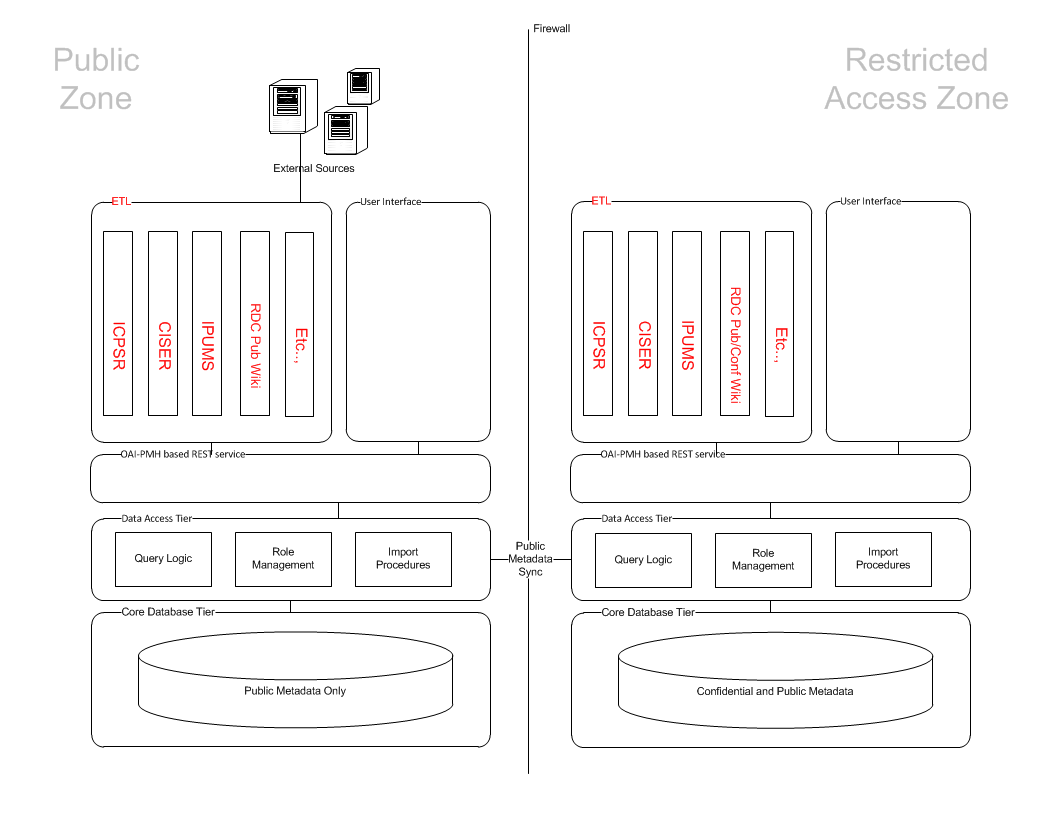 Firewall
Public
Zone
Restricted
Access Zone
External Sources
ETL
User Interface
ICPSR
CISER
IPUMS
RDC Pub Wiki
Etc..,
OAI-PMH based REST service
Data Access Tier
Query Logic
Role
Management
Import
Procedures
Core Database Tier
Public Metadata Only
Public
Metadata
Sync
ETL
User Interface
ICPSR
CISER
IPUMS
RDC Pub/Conf Wiki
Etc..,
OAI-PMH based REST service
Data Access Tier
Query Logic
Role
Management
Import
Procedures
Core Database Tier
Confidential and Public Metadata